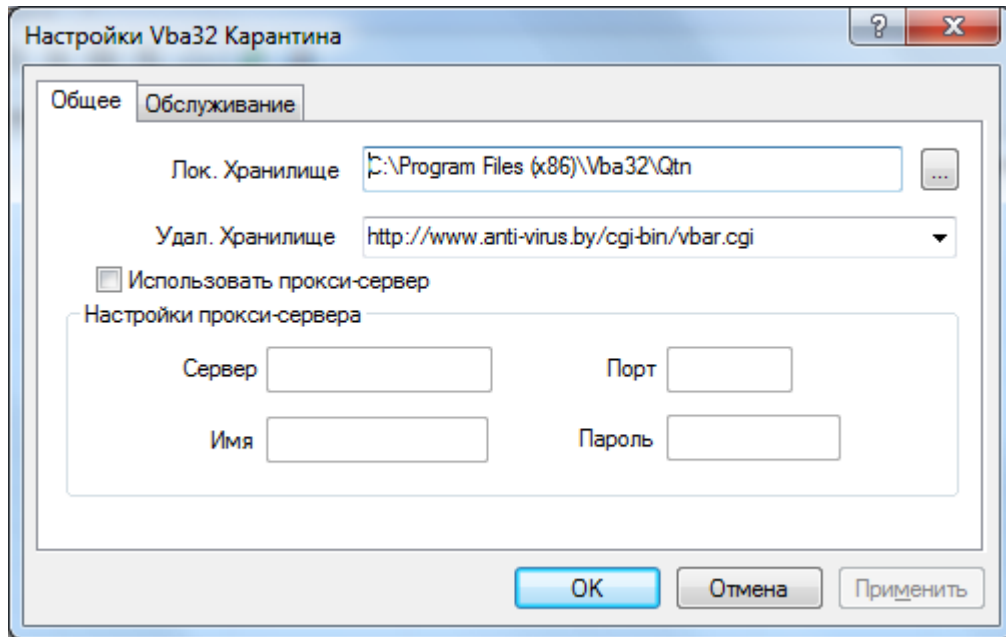 Настройки Vba32 Карантина
?
Общее Обслуживание
Лок. Хранилище C:\Program Files (x86)\Vba32\Qtn ...
Удал. Хранилище http://www.anti-virus.by/cgi-bin/vbar.cgi
Использовать прокси-сервер
Настройки прокси-сервера
Сервер Порт
Имя Пароль
OK Отмена Применить